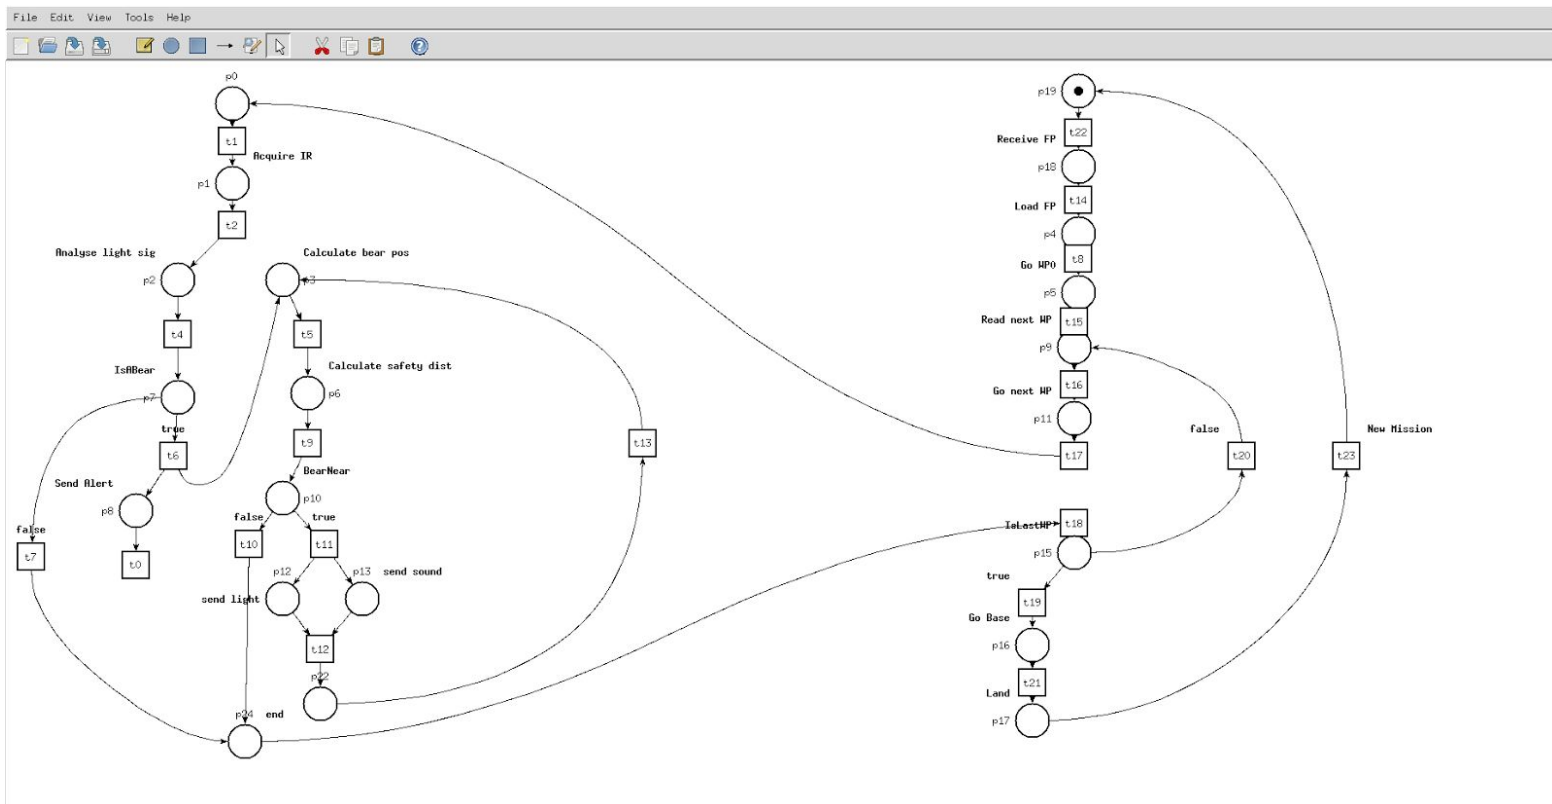 File Edit View Tools Help
p0
t1
Acquire IR
p1
t2
Analyse light sig
p2
t4
IsABear
p7
true
t6
Send Alert
p8
t0
false
t7
Calculate bear pos
p3
t5
Calculate safety dist
p6
t9
BearNear
p10
false
true
t10
t11
p12
p13
send sound
send light
t12
p22
p24
end
t13
p19
t22
Receive FP
p18
t14
Load FP
p4
t8
Go WP0
p5
Read next WP
t15
p9
t16
Go next WP
p11
t17
IsLastWP
t18
p15
true
t19
Go Base
p16
t21
Land
p17
false
t20
New Mission
t23